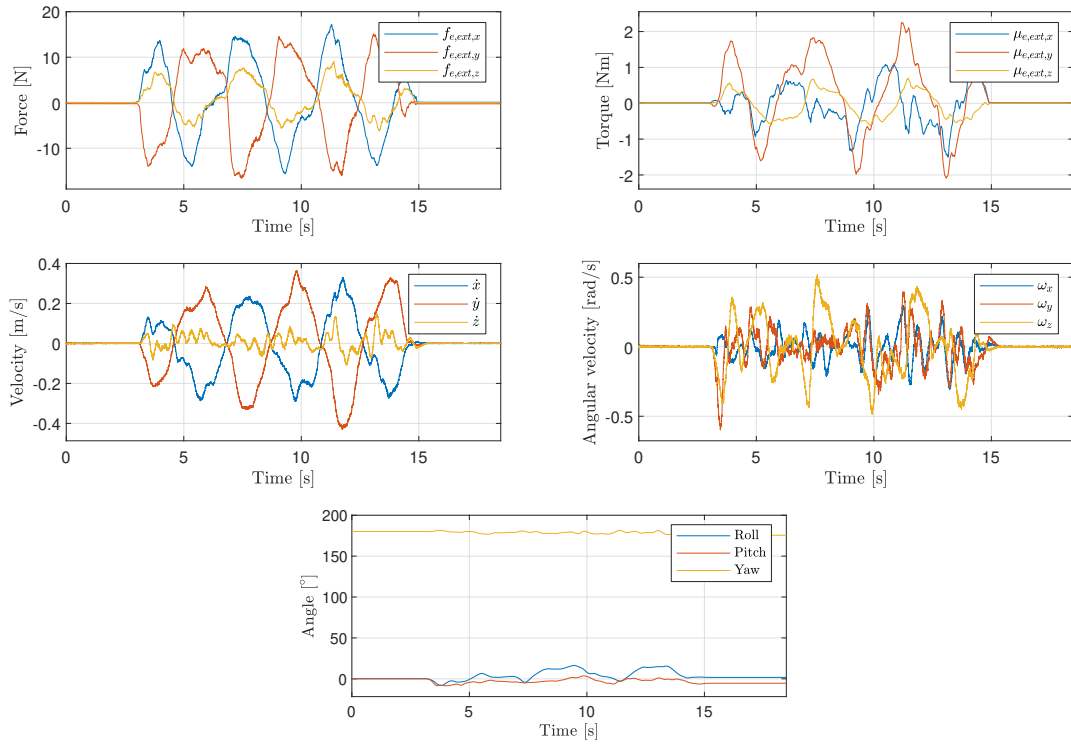 20
10
0
-10
Force [N]
0 5 10 15
Time [s]
f_{e,ext,x}
f_{e,ext,y}
f_{e,ext,z}
2
1
0
-1
-2
Torque [Nm]
0 5 10 15
Time [s]
μ_{e,ext,x}
μ_{e,ext,y}
μ_{e,ext,z}
0.4
0.2
0
-0.2
-0.4
Velocity [m/s]
0 5 10 15
Time [s]
ẋ
ẏ
ż
0.5
0
-0.5
Angular velocity [rad/s]
0 5 10 15
Time [s]
ω_x
ω_y
ω_z
200
150
100
50
0
Angle [°]
0 5 10 15
Time [s]
Roll
Pitch
Yaw